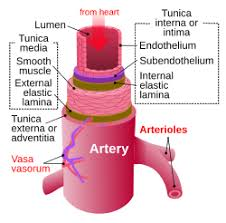 from heart
Lumen
Tunica
media
Smooth
muscle
External
elastic
lamina
Tunica
externa or
adventitia
Vasa
vasorum
Tunica
interna or
intima
Endothelium
Subendothelium
Internal
elastic
lamina
Artery
Arterioles